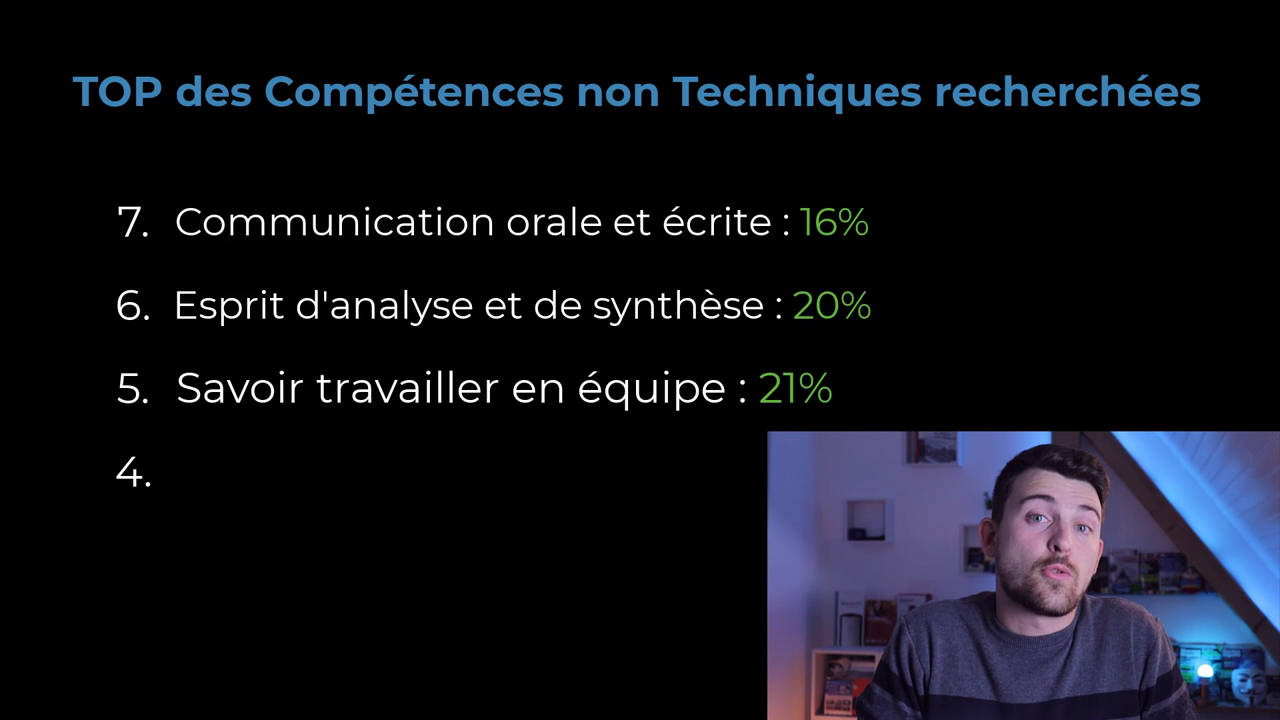 TOP des Compétences non Techniques recherchées
7. Communication orale et écrite : 16%
6. Esprit d'analyse et de synthèse : 20%
5. Savoir travailler en équipe : 21%
4.